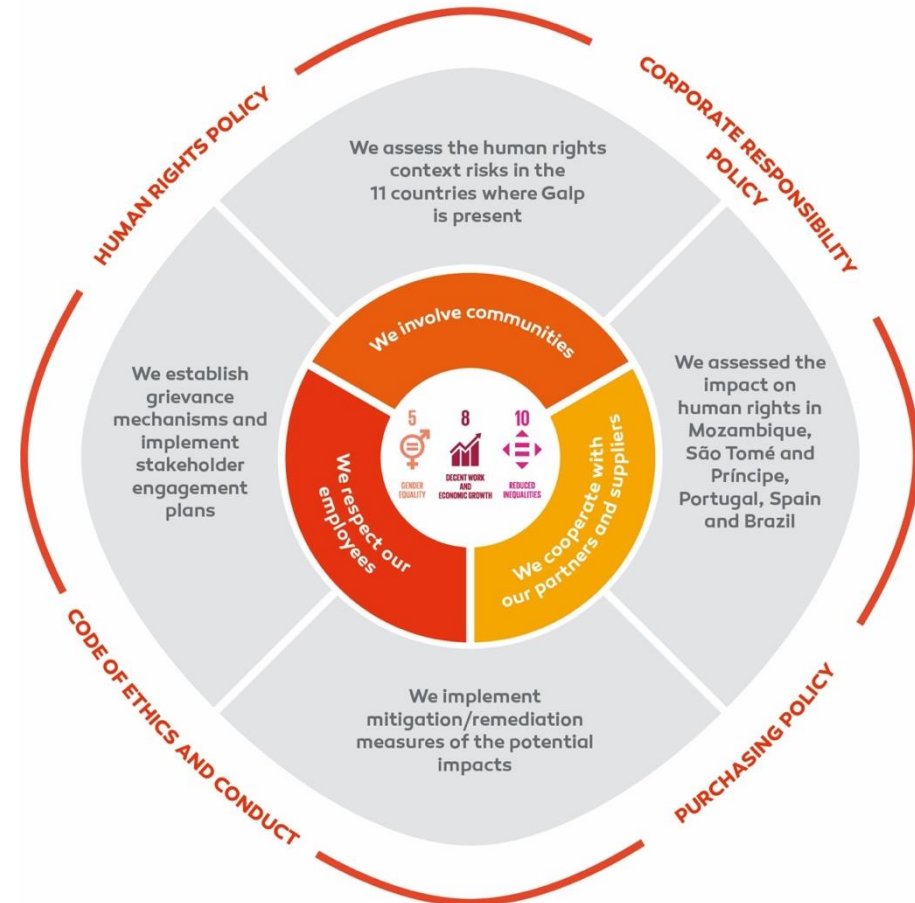 HUMAN RIGHTS POLICY
CORPORATE RESPONSIBILITY
POLICY
We assess the human rights
context risks in the
11 countries where Galp
is present
We involve communities
We establish
grievance
mechanisms and
implement
stakeholder
engagement
plans
We respect our
employees
5
GENDER
EQUALITY
8
DECENT WORK
AND
ECONOMIC GROWTH
10
REDUCED
INEQUALITIES
We cooperate with
our partners and suppliers
We assessed the
impact on
human rights in
Mozambique,
São Tomé and
Príncipe,
Portugal, Spain
and Brazil
We implement
mitigation/remediation
measures of the potential
impacts
CODE OF ETHICS AND CONDUCT
PURCHASING POLICY